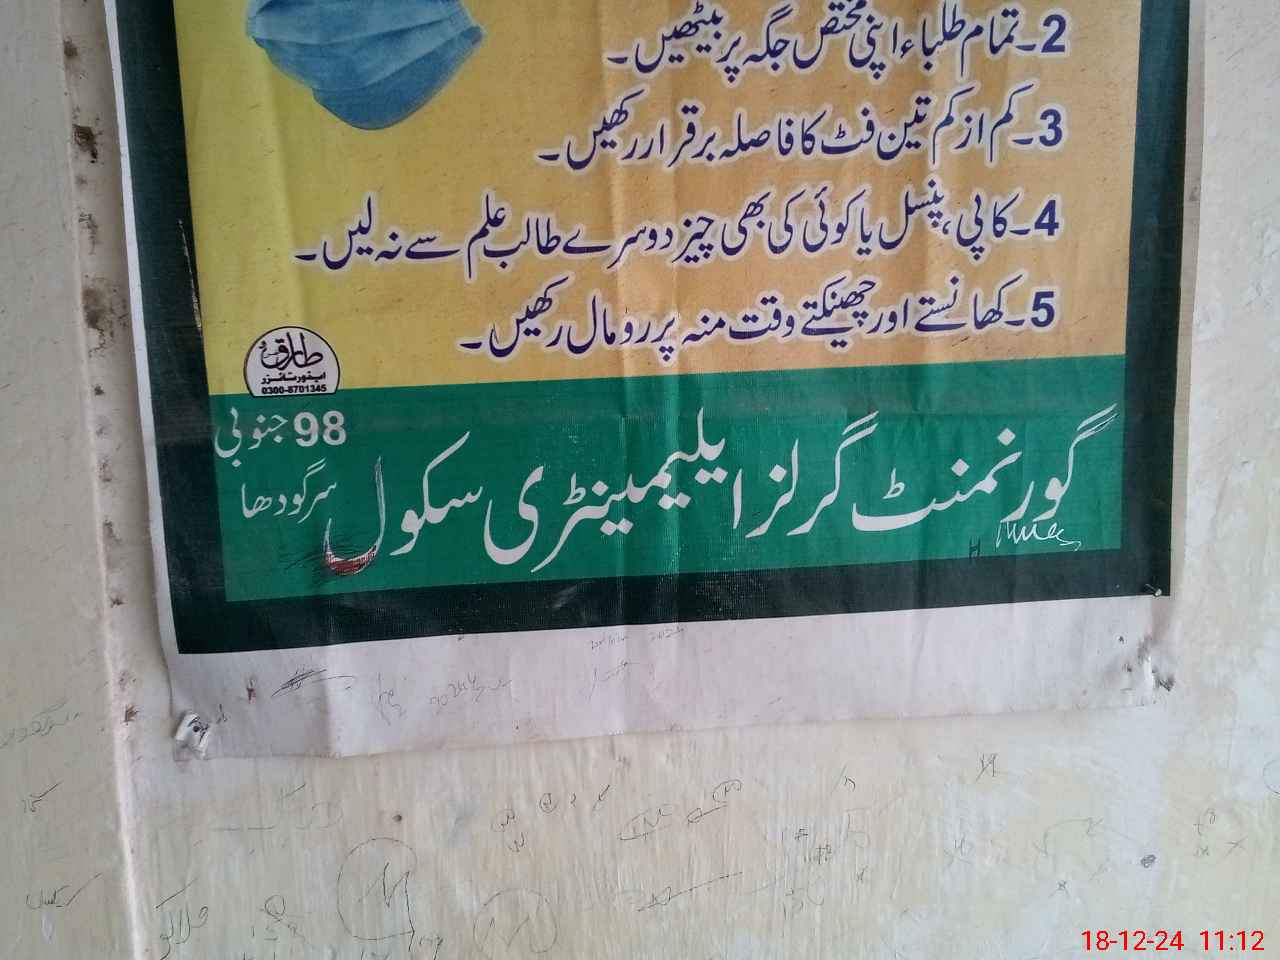 2۔تمام طلباء اپنی مختص جگہ پر بیٹھیں۔
3۔کم از کم تین فٹ کا فاصلہ برقرار رکھیں۔
4۔کاپی، پنسل یا کوئی کی بھی چیز دوسرے طالب علم سے نہ لیں۔
5۔کھانستے اور چھینکتے وقت منہ پر رومال رکھیں۔
طارق
0300-8701345
گورنمنٹ گرلز ایلیمینٹری سکول
98 جنوبی
سرگودھا
18-12-24 11:12